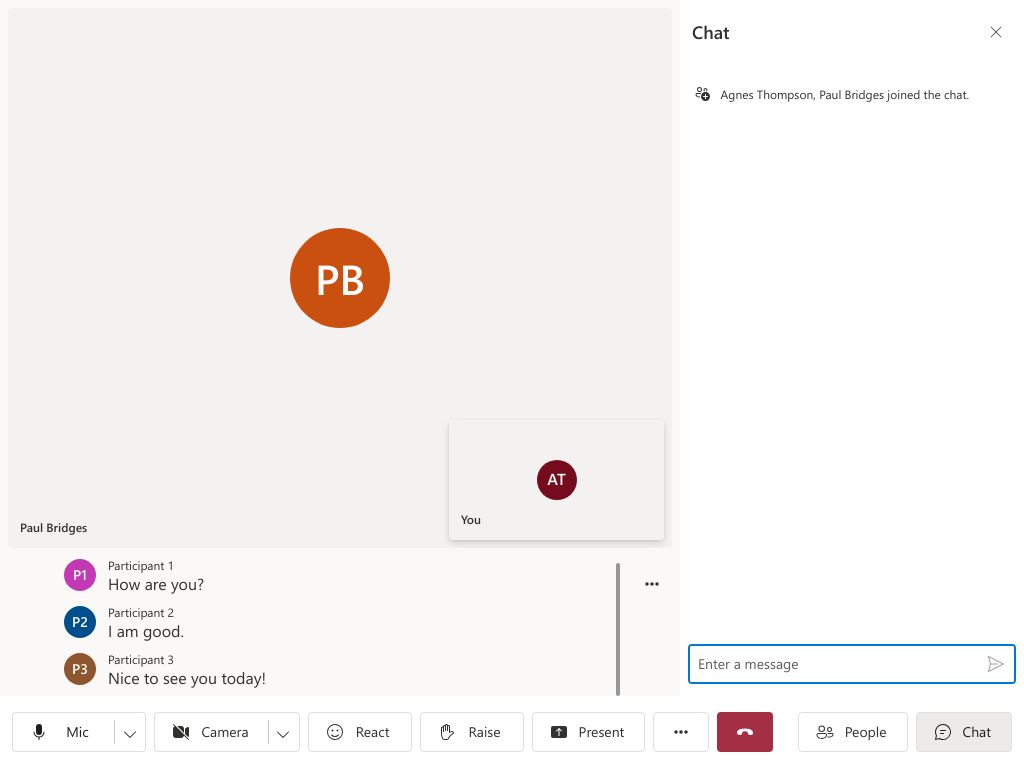 Chat
Agnes Thompson, Paul Bridges joined the chat.
PB
AT
You
Paul Bridges
P1
Participant 1
How are you?
P2
Participant 2
I am good.
P3
Participant 3
Nice to see you today!
Enter a message
Mic
Camera
React
Raise
Present
People
Chat